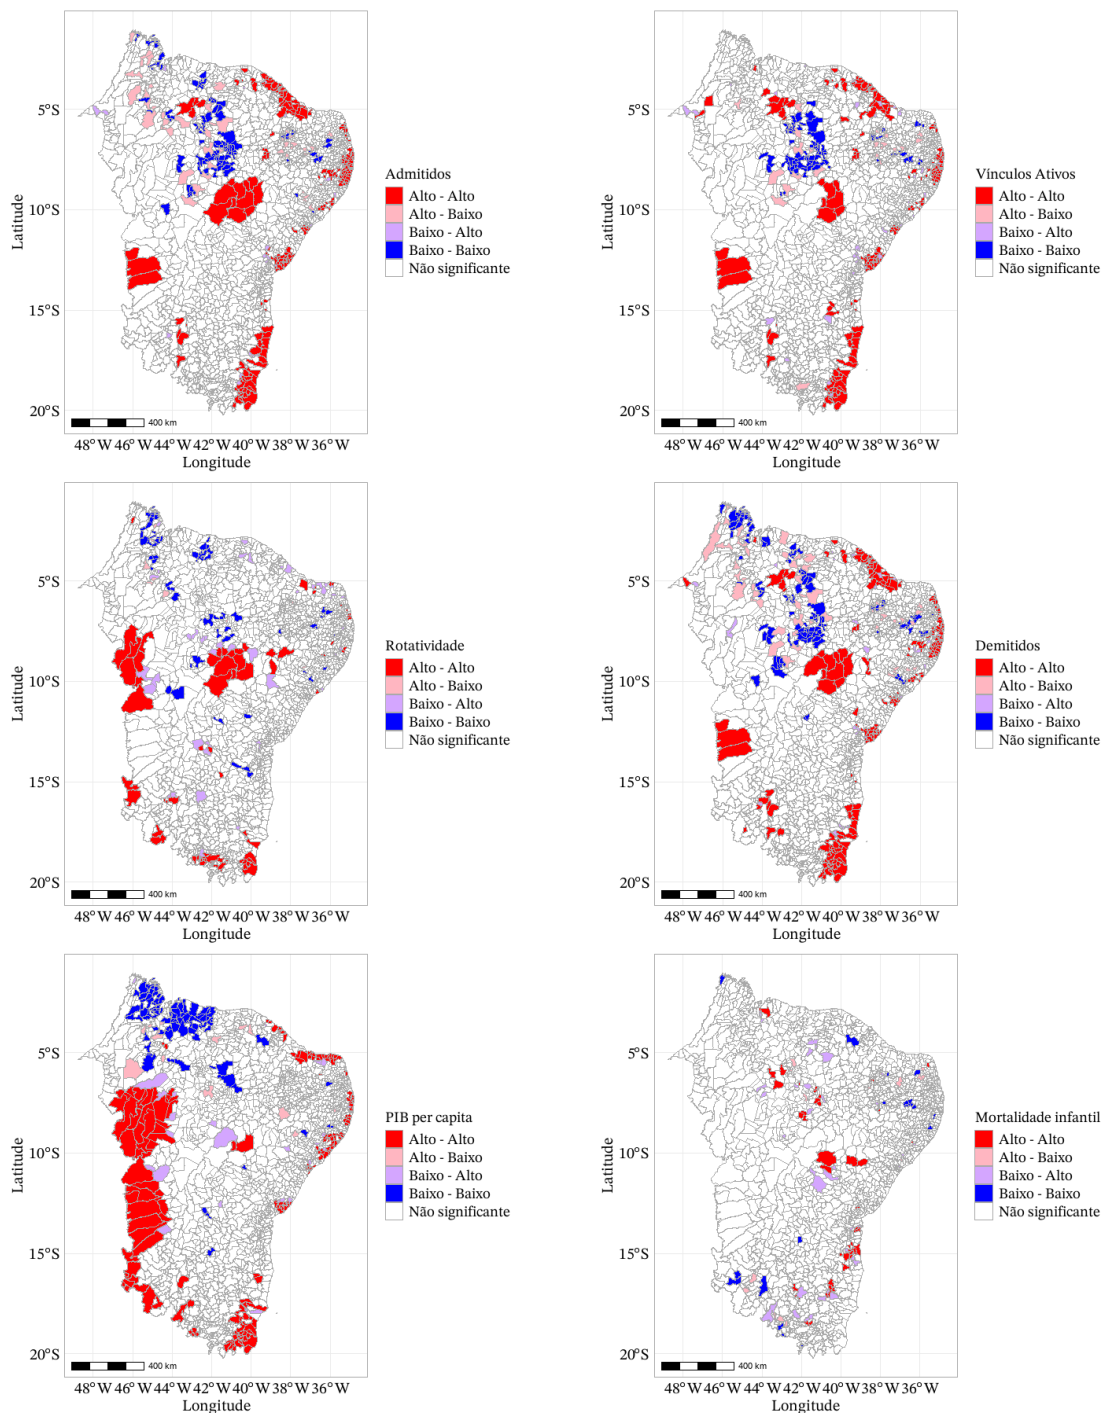 Admitidos
Alto - Alto
Alto - Baixo
Baixo - Alto
Baixo - Baixo
Não significante
5°S
10°S
15°S
20°S
Latitude
400 km
48°W 46°W 44°W 42°W 40°W 38°W 36°W
Longitude
Vínculos Ativos
Alto - Alto
Alto - Baixo
Baixo - Alto
Baixo - Baixo
Não significante
5°S
10°S
15°S
20°S
Latitude
400 km
48°W 46°W 44°W 42°W 40°W 38°W 36°W
Longitude
Rotatividade
Alto - Alto
Alto - Baixo
Baixo - Alto
Baixo - Baixo
Não significante
5°S
10°S
15°S
20°S
Latitude
400 km
48°W 46°W 44°W 42°W 40°W 38°W 36°W
Longitude
Demitidos
Alto - Alto
Alto - Baixo
Baixo - Alto
Baixo - Baixo
Não significante
5°S
10°S
15°S
20°S
Latitude
400 km
48°W 46°W 44°W 42°W 40°W 38°W 36°W
Longitude
PIB per capita
Alto - Alto
Alto - Baixo
Baixo - Alto
Baixo - Baixo
Não significante
5°S
10°S
15°S
20°S
Latitude
400 km
48°W 46°W 44°W 42°W 40°W 38°W 36°W
Longitude
Mortalidade infantil
Alto - Alto
Alto - Baixo
Baixo - Alto
Baixo - Baixo
Não significante
5°S
10°S
15°S
20°S
Latitude
400 km
48°W 46°W 44°W 42°W 40°W 38°W 36°W
Longitude